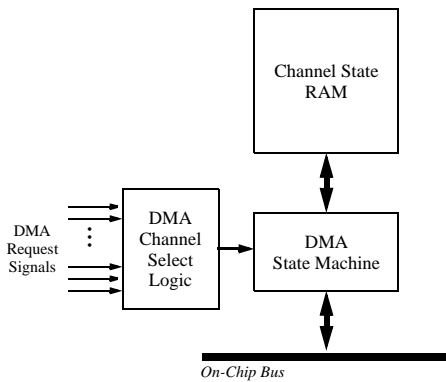 Channel State
RAM
DMA
Request
Signals
DMA
Channel
Select
Logic
DMA
State Machine
On-Chip Bus